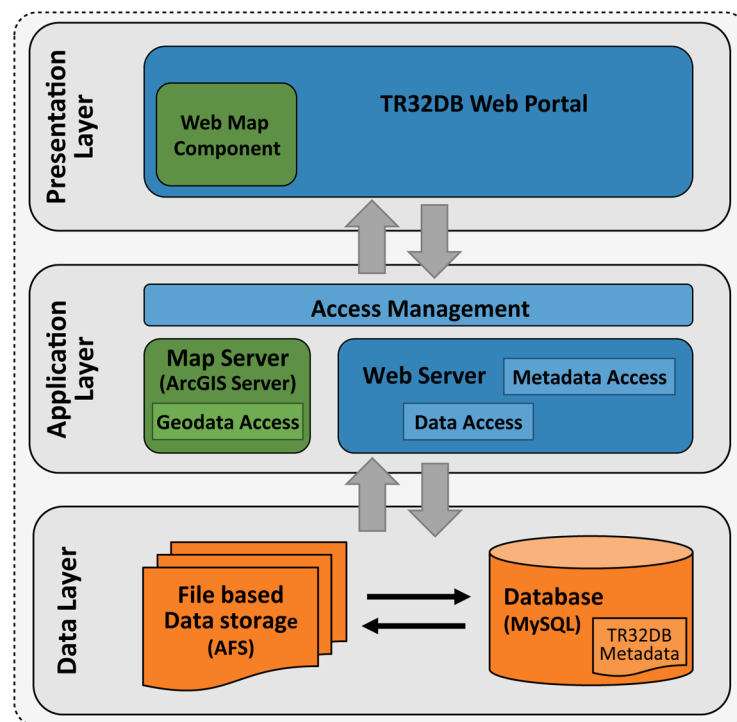 Presentation
Layer
TR32DB Web Portal
Web Map
Component
Application
Layer
Access Management
Map Server
(ArcGIS Server)
Geodata Access
Web Server
Metadata Access
Data Access
Data Layer
File based
Data storage
(AFS)
Database
(MySQL)
TR32DB
Metadata